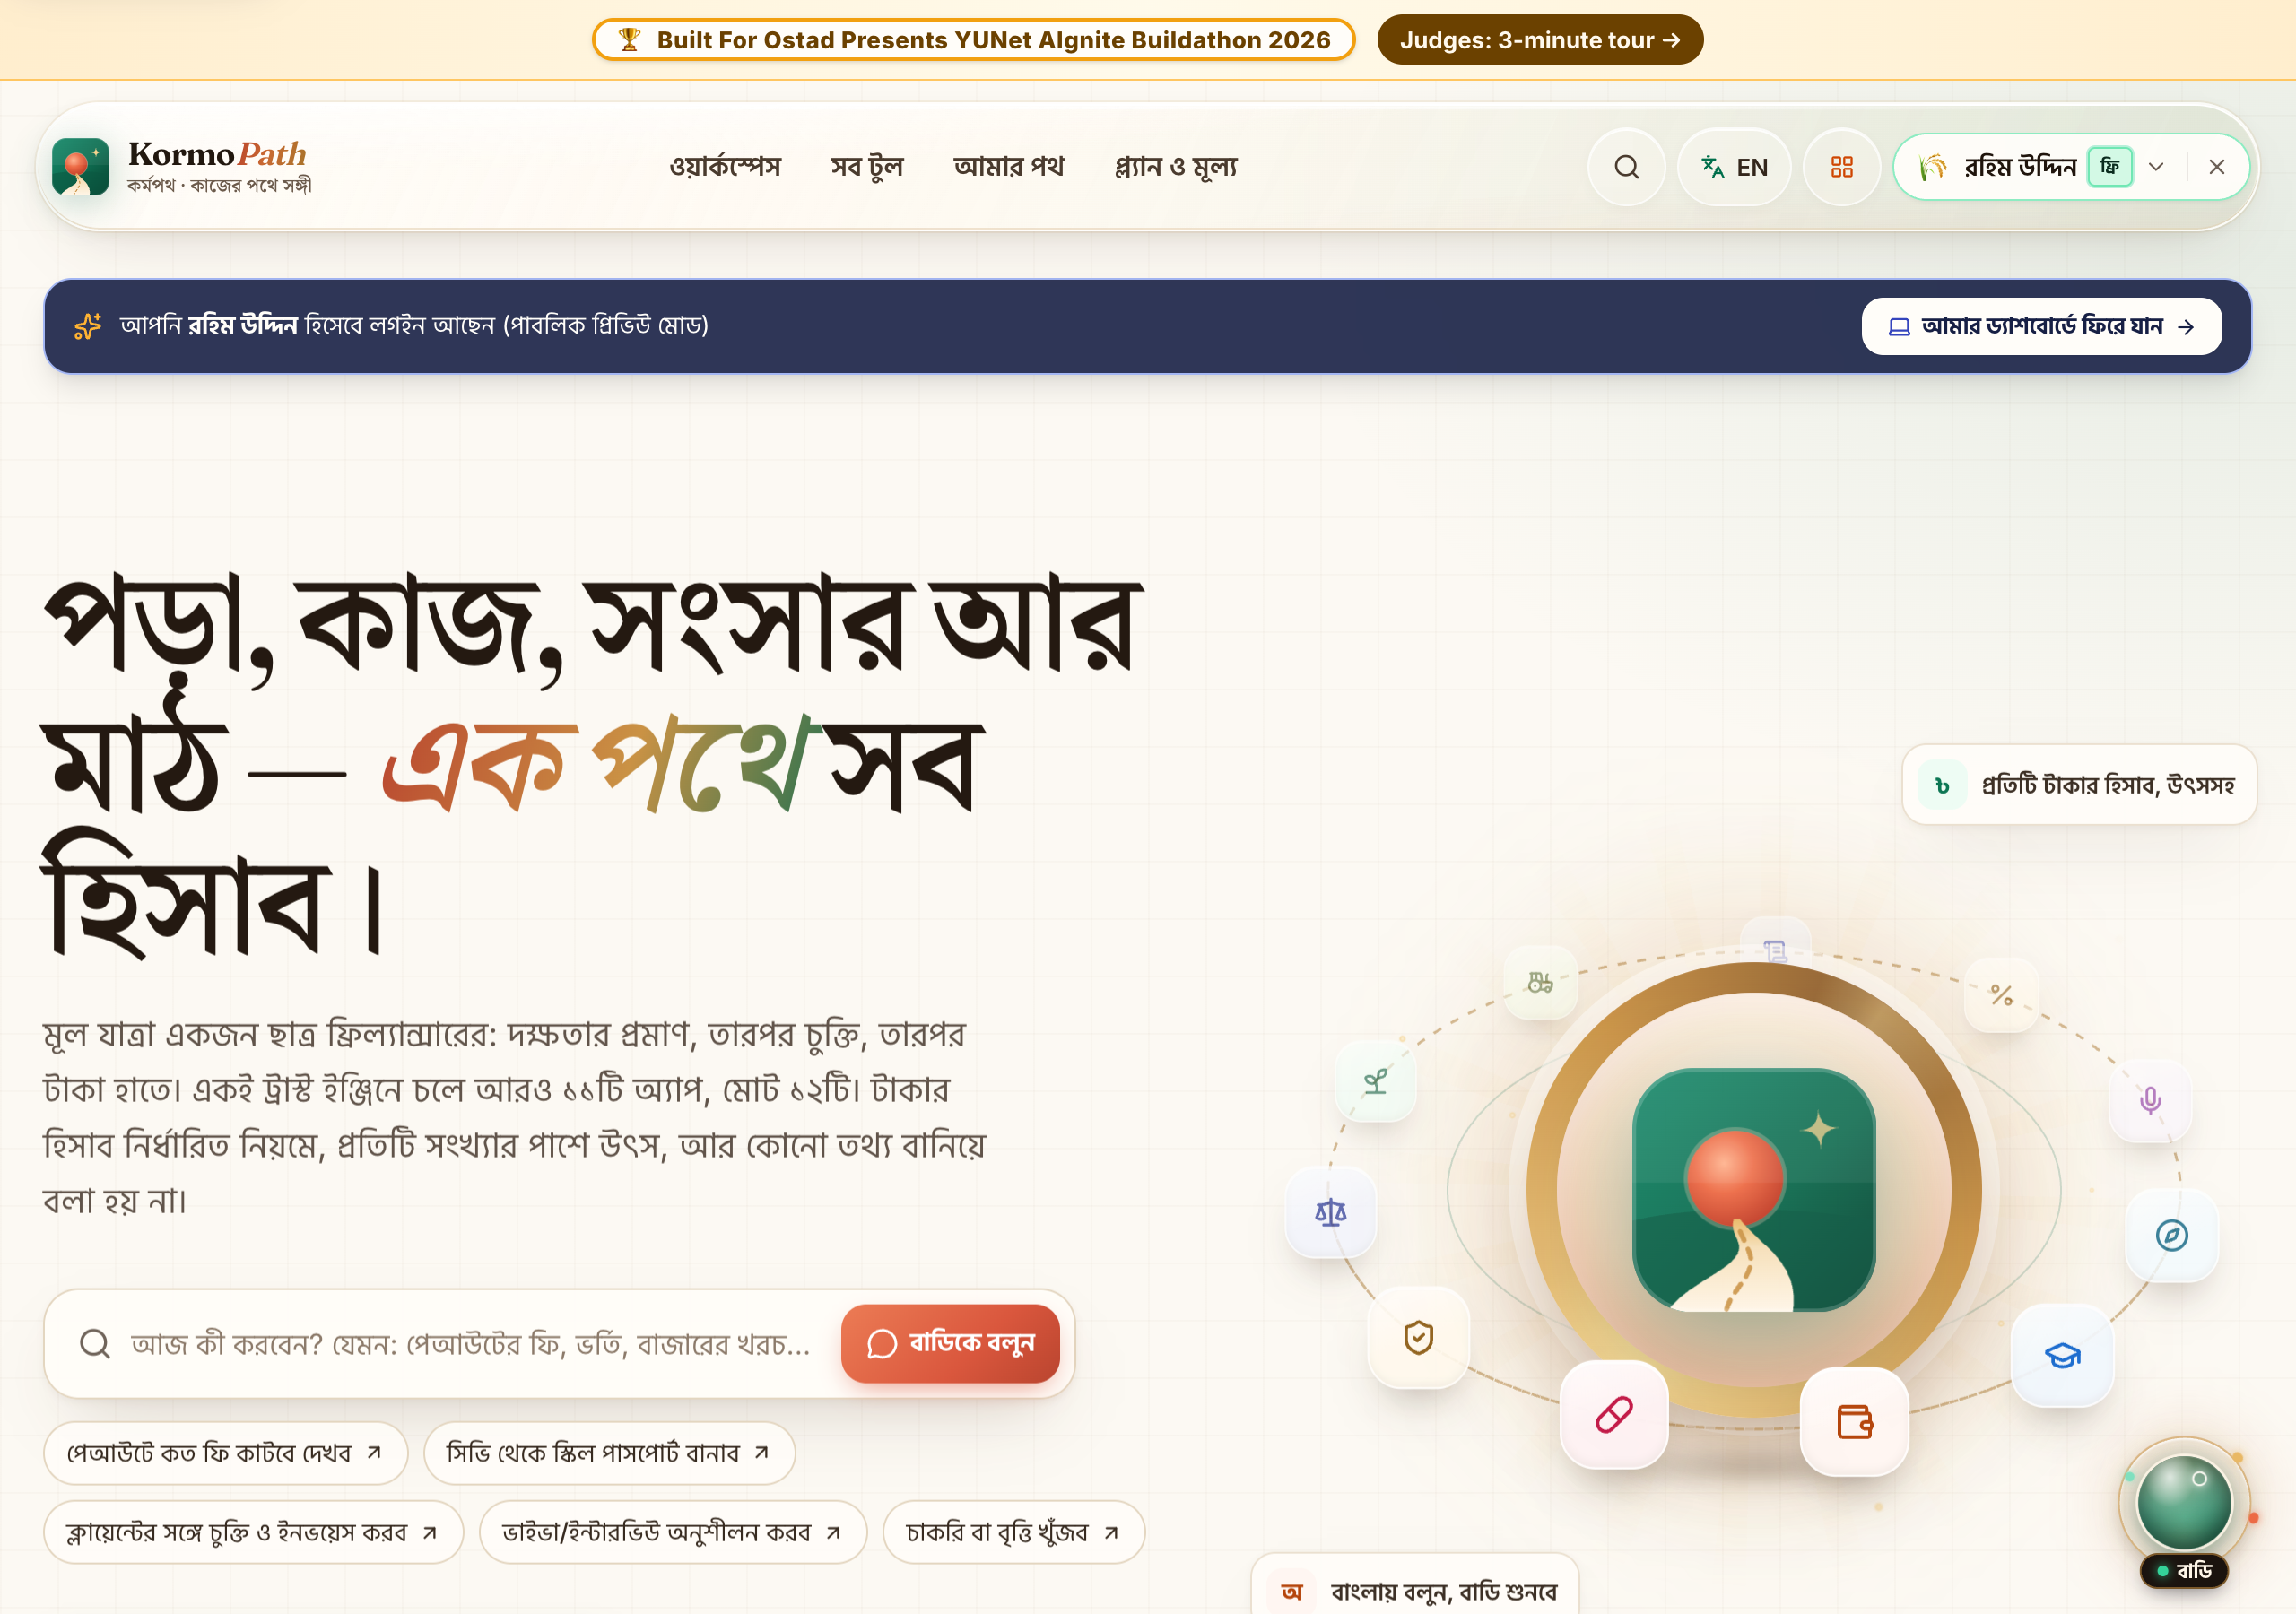 🏆 Built For Ostad Presents YUNet AIgnite Buildathon 2026
Judges: 3-minute tour →
KormoPath
কর্মপথ · কাজের পথে সঙ্গী
ওয়ার্কস্পেস
সব টুল
আমার পথ
প্ল্যান ও মূল্য
EN
রহিম উদ্দিন
ফ্রি
আপনি রহিম উদ্দিন হিসেবে লগইন আছেন (পাবলিক প্রিভিউ মোড)
আমার ড্যাশবোর্ডে ফিরে যান →
পড়া, কাজ, সংসার আর
মাঠ — এক পথে সব
হিসাব।
৳ প্রতিটি টাকার হিসাব, উৎসসহ
মূল যাত্রা একজন ছাত্র ফ্রিল্যান্সারের: দক্ষতার প্রমাণ, তারপর চুক্তি, তারপর
টাকা হাতে। একই ট্রাস্ট ইঞ্জিনে চলে আরও ১১টি অ্যাপ, মোট ১২টি। টাকার
হিসাব নির্ধারিত নিয়মে, প্রতিটি সংখ্যার পাশে উৎস, আর কোনো তথ্য বানিয়ে
বলা হয় না।
আজ কী করবেন? যেমন: পেআউটের ফি, ভর্তি, বাজারের খরচ...
বাডিকে বলুন
পেআউটে কত ফি কাটবে দেখব
সিভি থেকে স্কিল পাসপোর্ট বানাব
ক্লায়েন্টের সঙ্গে চুক্তি ও ইনভয়েস করব
ভাইভা/ইন্টারভিউ অনুশীলন করব
চাকরি বা বৃত্তি খুঁজব
অ বাংলায় বলুন, বাডি শুনবে
বাডি